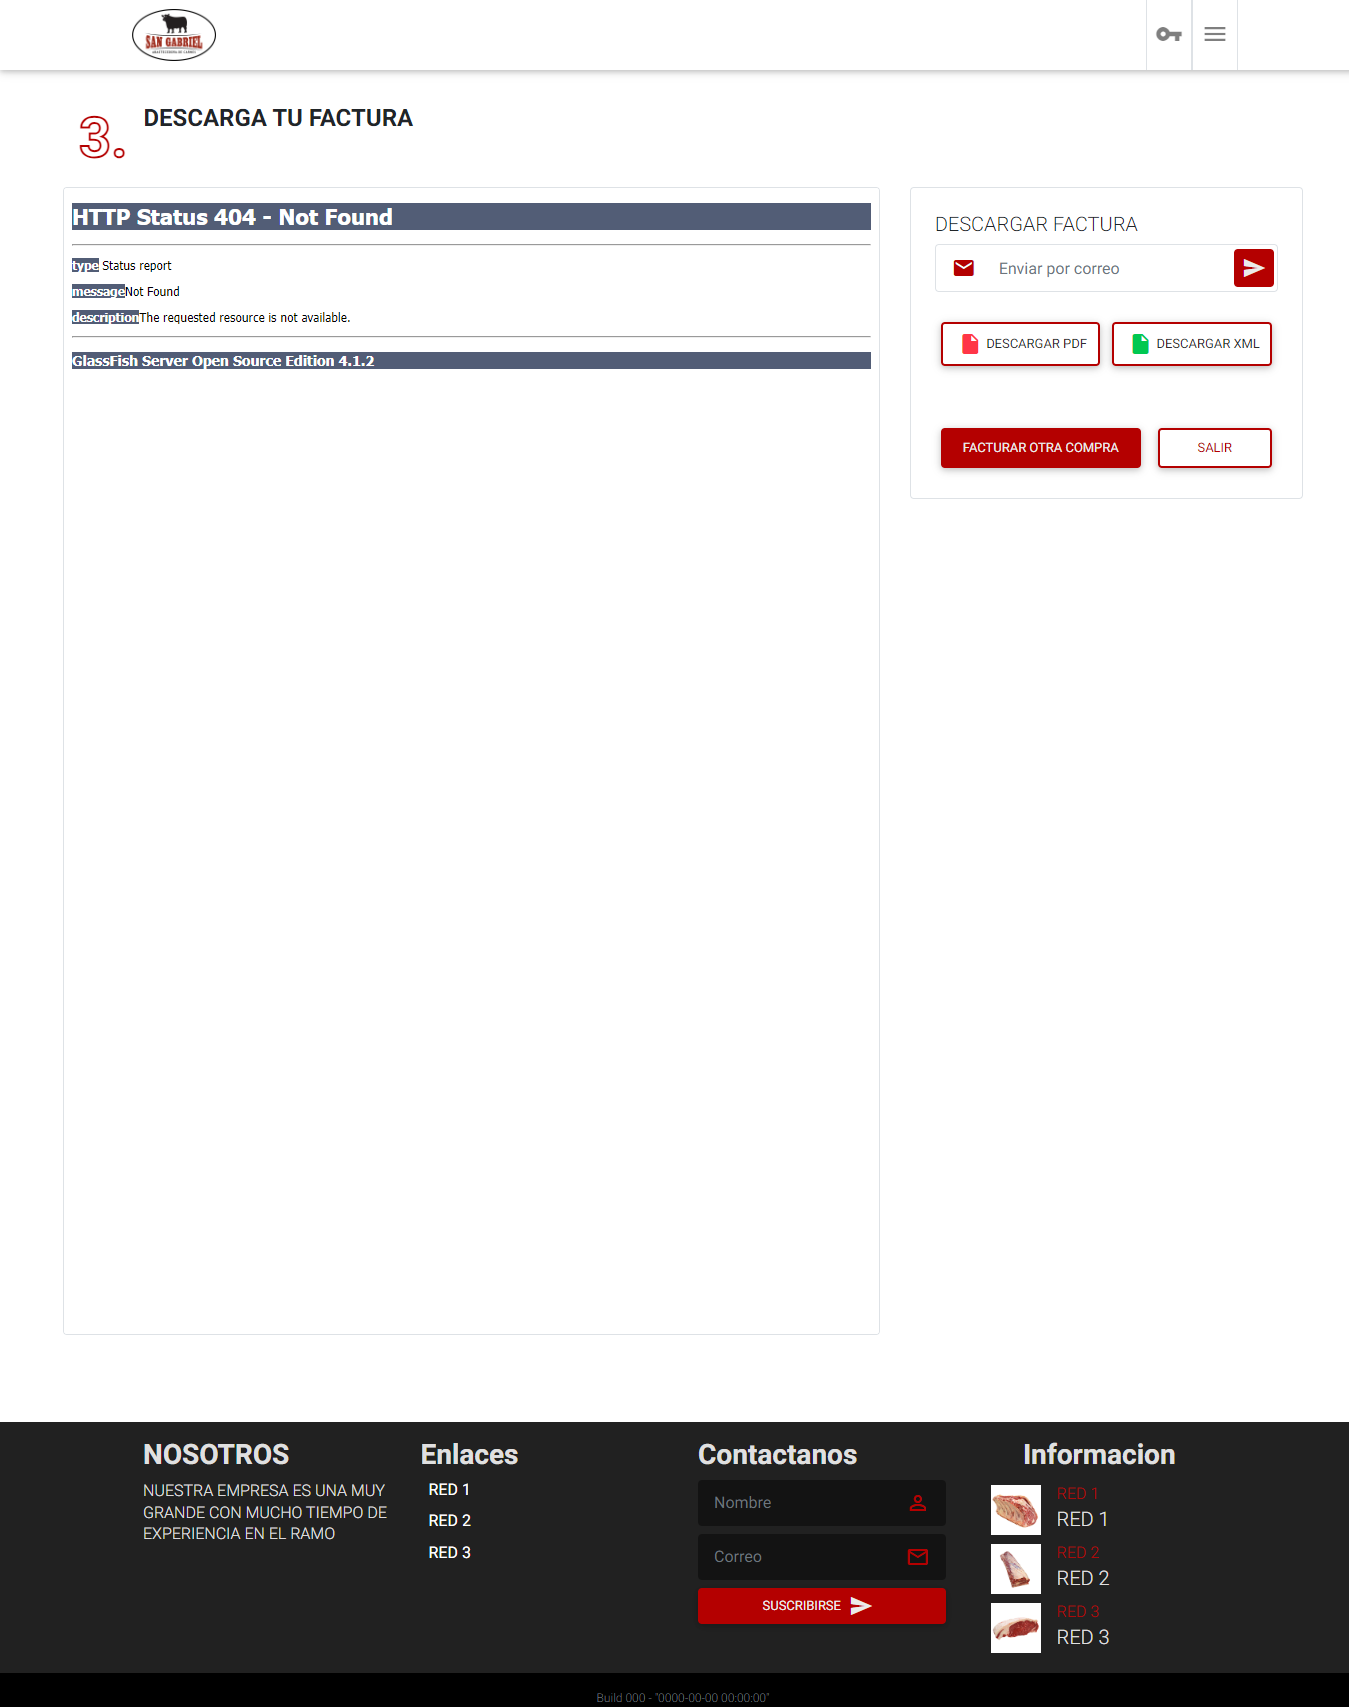 SAN GABRIEL
3.
DESCARGA TU FACTURA
HTTP Status 404 - Not Found
type Status report
messageNot Found
descriptionThe requested resource is not available.
GlassFish Server Open Source Edition 4.1.2
DESCARGAR FACTURA
Enviar por correo
DESCARGAR PDF
DESCARGAR XML
FACTURAR OTRA COMPRA
SALIR
NOSOTROS
NUESTRA EMPRESA ES UNA MUY
GRANDE CON MUCHO TIEMPO DE
EXPERIENCIA EN EL RAMO
Enlaces
RED 1
RED 2
RED 3
Contactanos
Nombre
Correo
SUSCRIBIRSE
Informacion
RED 1
RED 1
RED 2
RED 2
RED 3
RED 3
Build 000 - "0000-00-00 00:00:00"